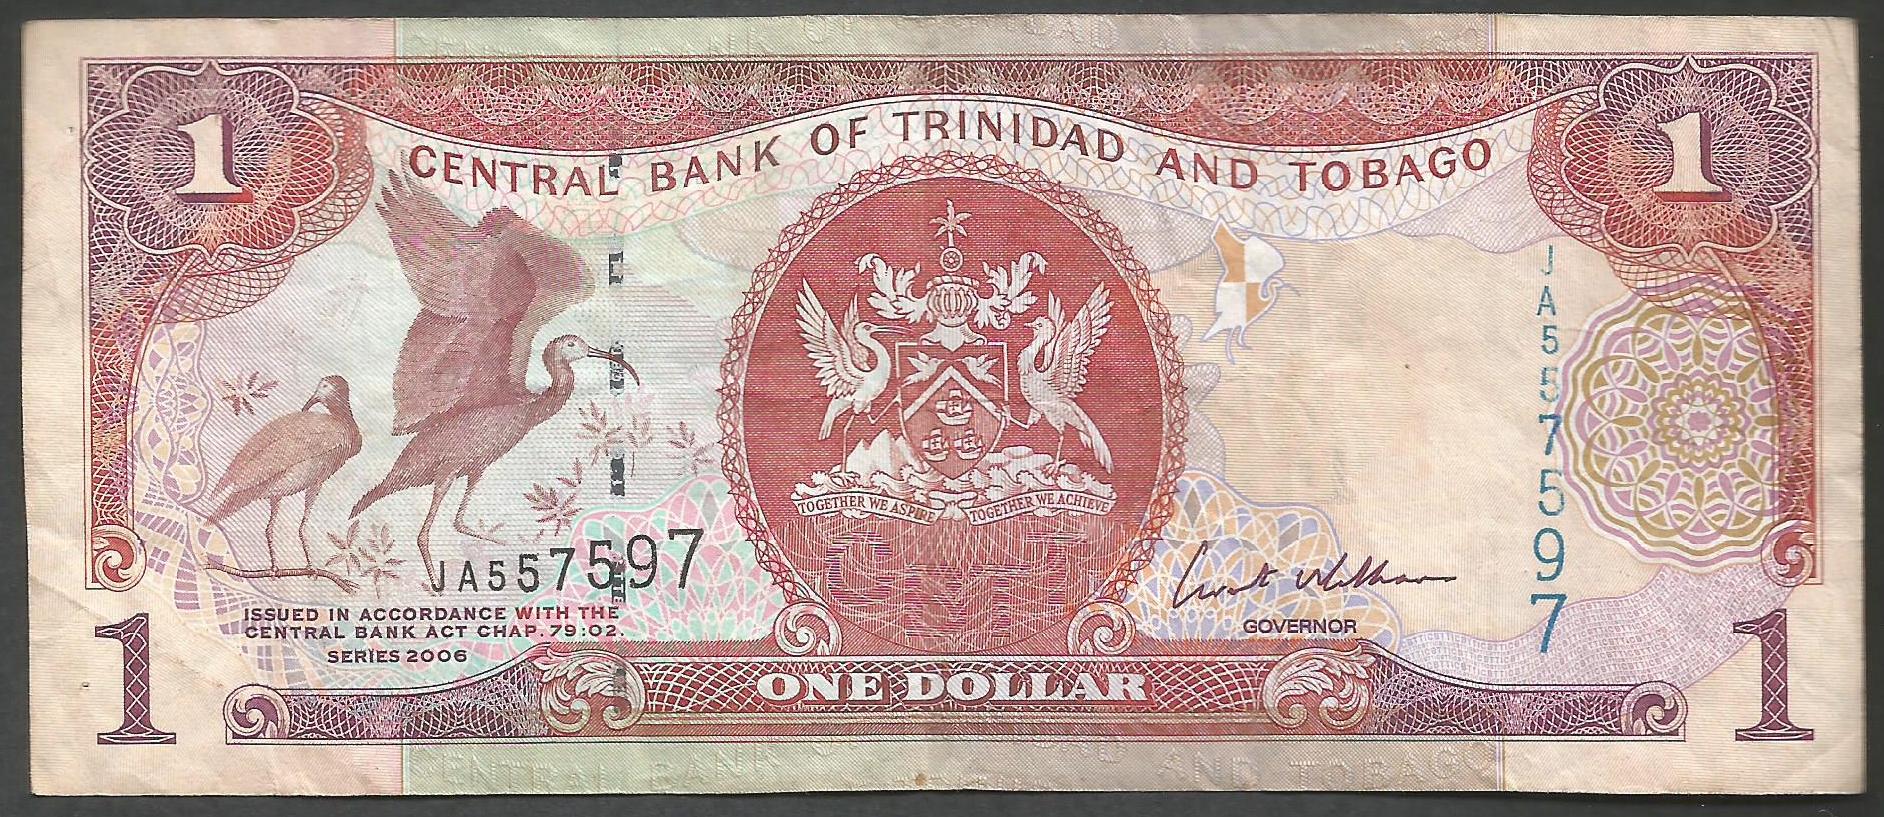 1
1
CENTRAL BANK OF TRINIDAD AND TOBAGO
JA557597
TOGETHER WE ASPIRE TOGETHER WE ACHIEVE
JA557597
ISSUED IN ACCORDANCE WITH THE
CENTRAL BANK ACT CHAP. 79:02.
SERIES 2006
GOVERNOR
1
ONE DOLLAR
1